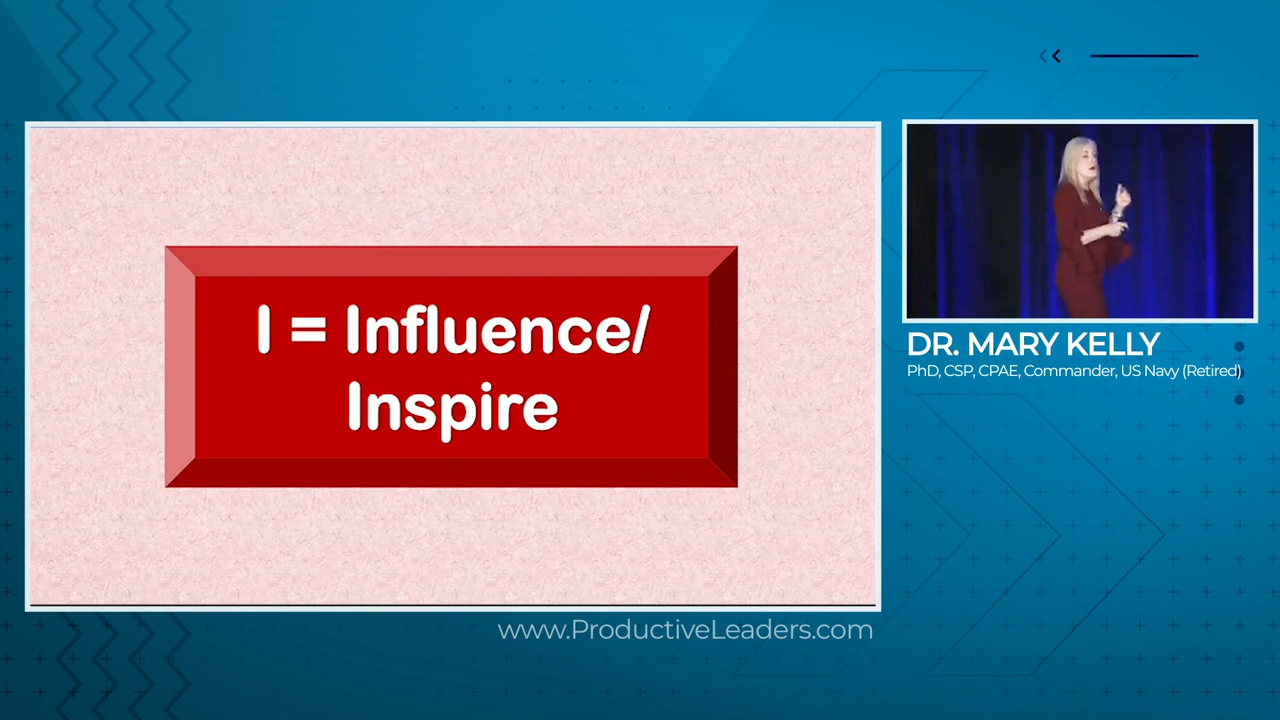 I = Influence/
Inspire
DR. MARY KELLY
PhD, CSP, CPAE, Commander, US Navy (Retired)
www.ProductiveLeaders.com